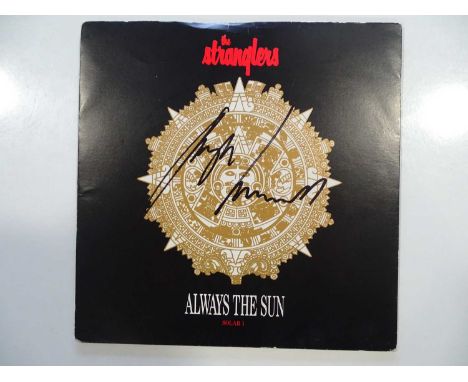 the
stranglers
ALWAYS THE SUN
SOLAR 1